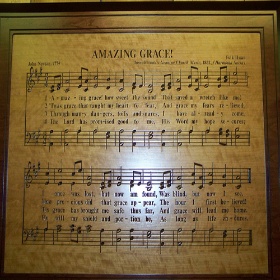 AMAZING GRACE!
John Newton, 1779
1 A - maz - ing grace! how sweet the sound That saved a wretch like me!
2 'Twas grace that taught my heart to fear, And grace my fears re - lieved;
3 Through man - y dan - gers, toils and snares, I have al - read - y come;
4 The Lord has prom - ised good to me, His Word my hope se - cures;
I once was lost, but now am found, Was blind, but now I see.
How pre - cious did that grace ap - pear, The hour I first be - lieved!
'Tis grace has brought me safe thus far, And grace will lead me home.
He will my shield and por - tion be, As long as life en - dures.